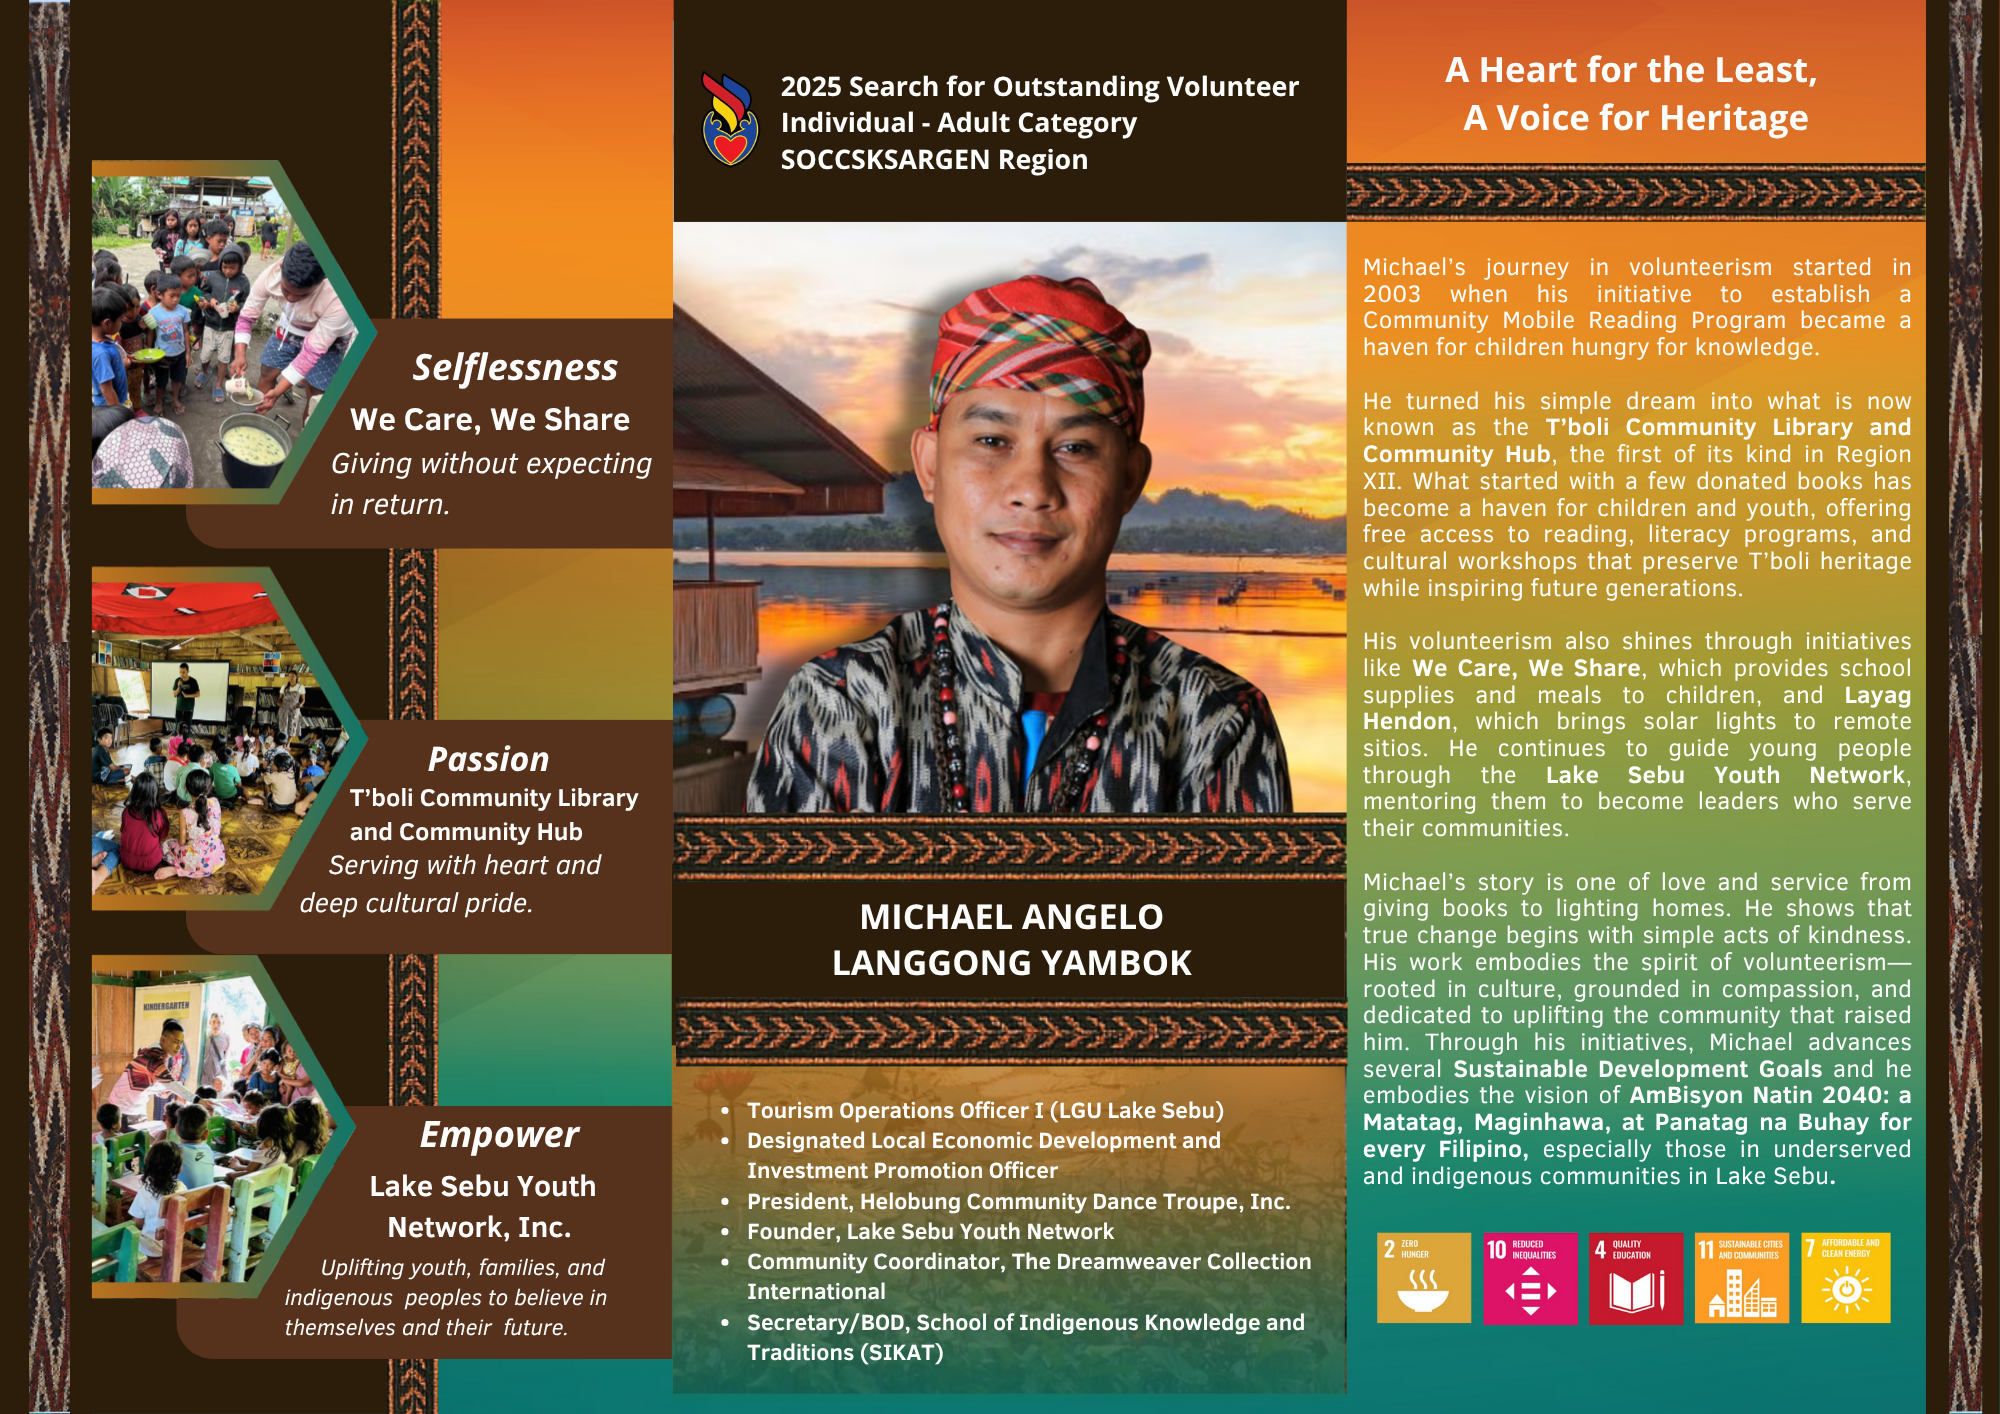 Selflessness
We Care, We Share
Giving without expecting
in return.
Passion
T’boli Community Library
and Community Hub
Serving with heart and
deep cultural pride.
KINDERGARTEN
Empower
Lake Sebu Youth
Network, Inc.
Uplifting youth, families, and
indigenous peoples to believe in
themselves and their future.
2025 Search for Outstanding Volunteer
Individual - Adult Category
SOCCSKSARGEN Region
MICHAEL ANGELO
LANGGONG YAMBOK
• Tourism Operations Officer I (LGU Lake Sebu)
• Designated Local Economic Development and
Investment Promotion Officer
• President, Helobung Community Dance Troupe, Inc.
• Founder, Lake Sebu Youth Network
• Community Coordinator, The Dreamweaver Collection
International
• Secretary/BOD, School of Indigenous Knowledge and
Traditions (SIKAT)
A Heart for the Least,
A Voice for Heritage
Michael’s journey in volunteerism started in
2003 when his initiative to establish a
Community Mobile Reading Program became a
haven for children hungry for knowledge.
He turned his simple dream into what is now
known as the T’boli Community Library and
Community Hub, the first of its kind in Region
XII. What started with a few donated books has
become a haven for children and youth, offering
free access to reading, literacy programs, and
cultural workshops that preserve T’boli heritage
while inspiring future generations.
His volunteerism also shines through initiatives
like We Care, We Share, which provides school
supplies and meals to children, and Layag
Hendon, which brings solar lights to remote
sitios. He continues to guide young people
through the Lake Sebu Youth Network,
mentoring them to become leaders who serve
their communities.
Michael’s story is one of love and service from
giving books to lighting homes. He shows that
true change begins with simple acts of kindness.
His work embodies the spirit of volunteerism—
rooted in culture, grounded in compassion, and
dedicated to uplifting the community that raised
him. Through his initiatives, Michael advances
several Sustainable Development Goals and he
embodies the vision of AmBisyon Natin 2040: a
Matatag, Maginhawa, at Panatag na Buhay for
every Filipino, especially those in underserved
and indigenous communities in Lake Sebu.
2 ZERO
HUNGER
10 REDUCED
INEQUALITIES
4 QUALITY
EDUCATION
11 SUSTAINABLE CITIES
AND COMMUNITIES
7 AFFORDABLE AND
CLEAN ENERGY